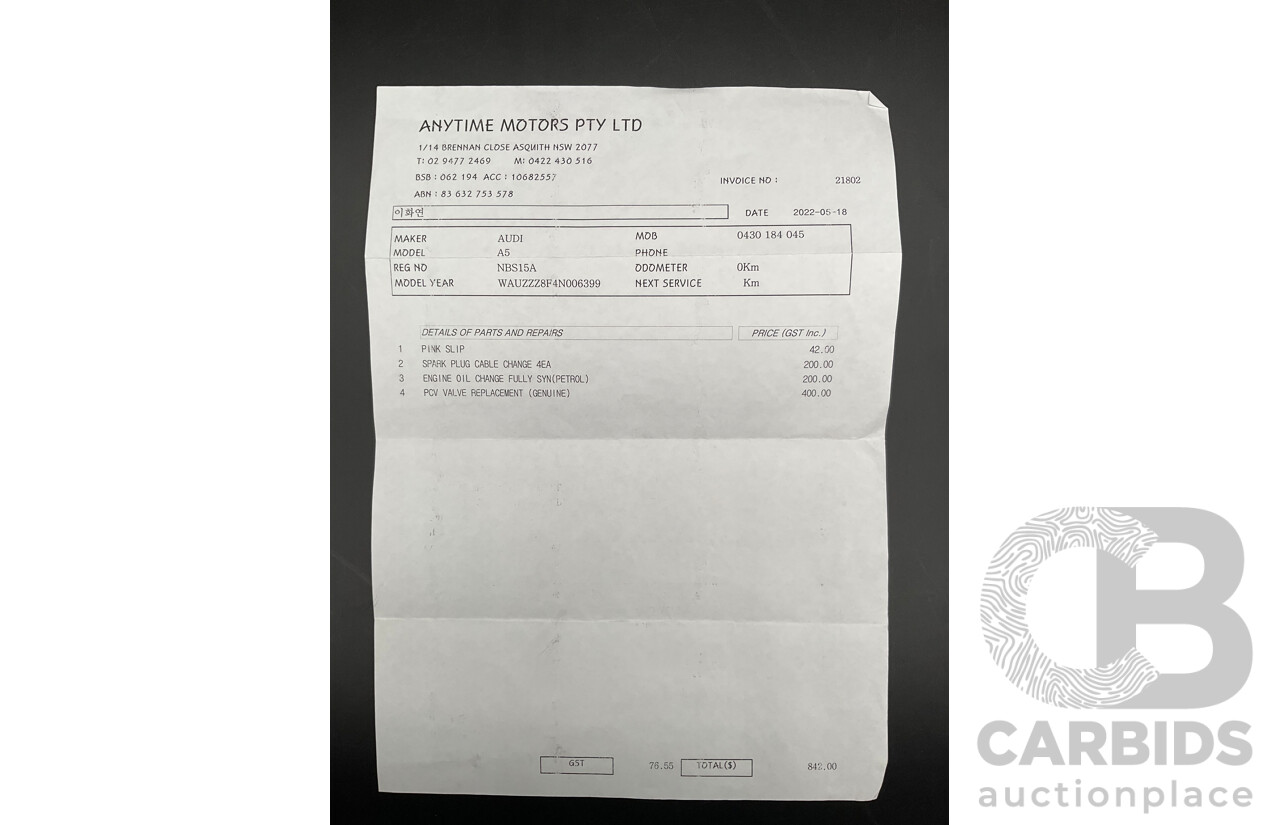 ANYTIME MOTORS PTY LTD
1/14 BRENNAN CLOSE ASQUITH NSW 2077
T: 02 9477 2469 M: 0422 430 516
BSB : 062 194 ACC : 10682557
ABN : 83 632 753 578
INVOICE NO : 21802
이화연
DATE 2022-05-18
MAKER AUDI MOB 0430 184 045
MODEL A5 PHONE
REG NO NBS15A ODOMETER 0Km
MODEL YEAR WAUZZZ8F4N006399 NEXT SERVICE Km
DETAILS OF PARTS AND REPAIRS PRICE (GST Inc.)
1 PINK SLIP 42.00
2 SPARK PLUG CABLE CHANGE 4EA 200.00
3 ENGINE OIL CHANGE FULLY SYN(PETROL) 200.00
4 PCV VALVE REPLACEMENT (GENUINE) 400.00
GST 76.55 TOTAL($) 842.00
CB
CARBIDS
auctionplace